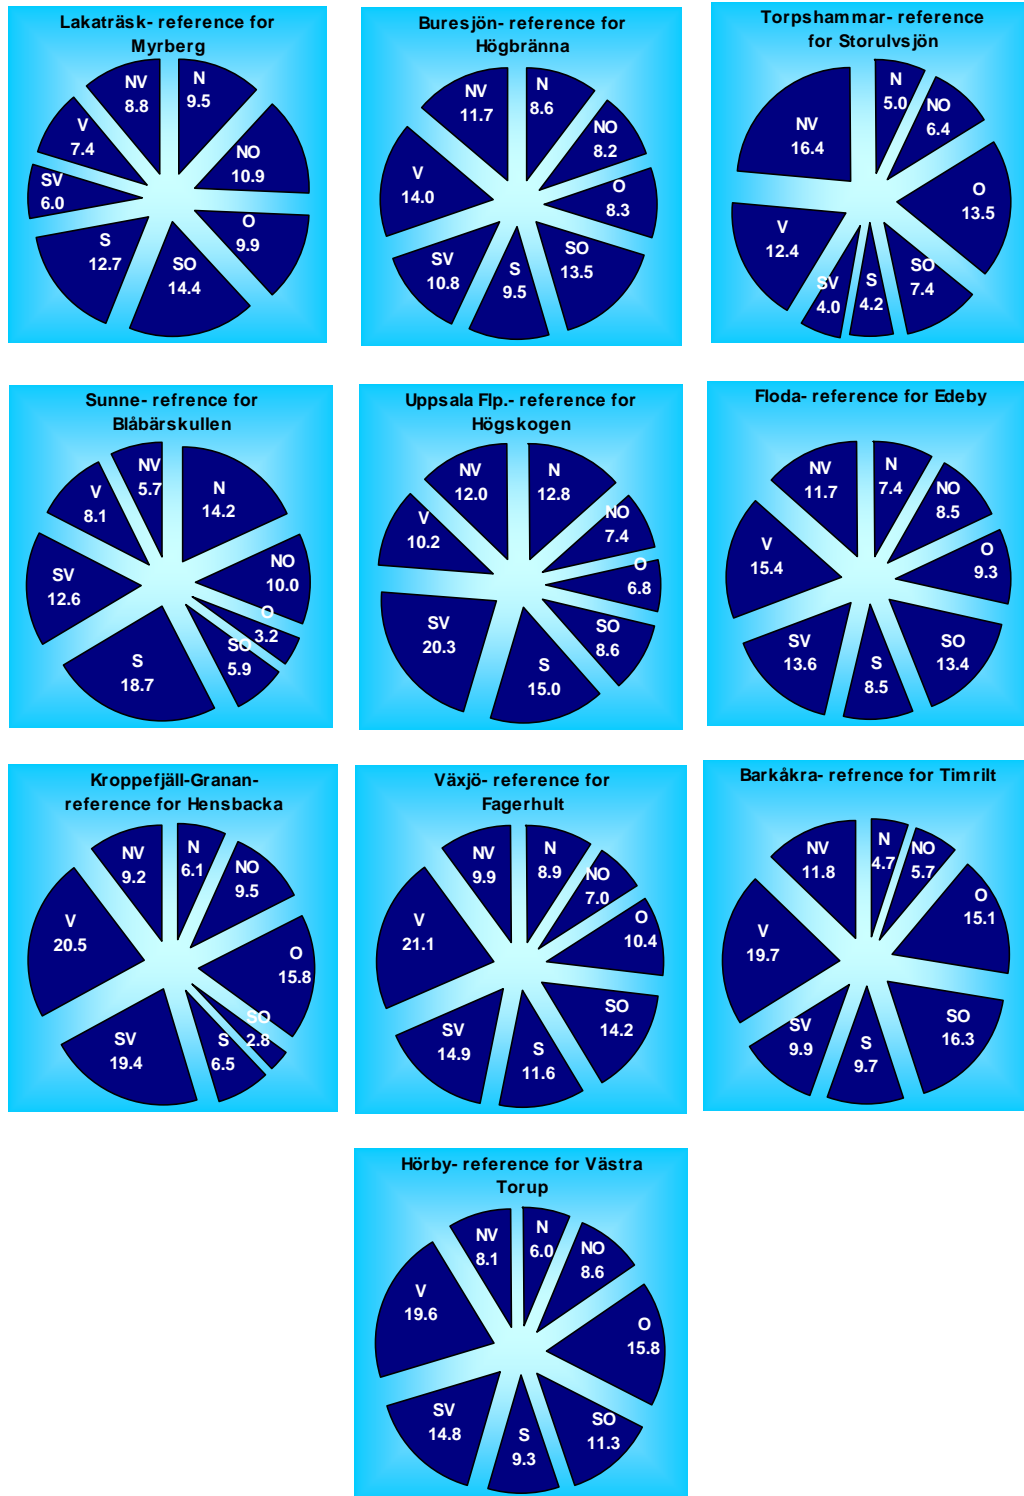 Lakaträsk- reference for
Myrberg
N
9.5
NO
10.9
O
9.9
SO
14.4
S
12.7
SV
6.0
V
7.4
NV
8.8
Buresjön- reference for
Högbränna
N
8.6
NO
8.2
O
8.3
SO
13.5
S
9.5
SV
10.8
V
14.0
NV
11.7
Torpshammar- reference
for Storulvsjön
N
5.0
NO
6.4
O
13.5
SO
7.4
S
4.2
SV
4.0
V
12.4
NV
16.4
Sunne- refrence for
Blåbärskullen
N
14.2
NO
10.0
O
3.2
SO
5.9
S
18.7
SV
12.6
V
8.1
NV
5.7
Uppsala Flp.- reference for
Högskogen
N
12.8
NO
7.4
O
6.8
SO
8.6
S
15.0
SV
20.3
V
10.2
NV
12.0
Floda- reference for Edeby
N
7.4
NO
8.5
O
9.3
SO
13.4
S
8.5
SV
13.6
V
15.4
NV
11.7
Kroppefjäll-Granan-
reference for Hensbacka
N
6.1
NO
9.5
O
15.8
SO
2.8
S
6.5
SV
19.4
V
20.5
NV
9.2
Växjö- reference for
Fagerhult
N
8.9
NO
7.0
O
10.4
SO
14.2
S
11.6
SV
14.9
V
21.1
NV
9.9
Barkåkra- refrence for Timrilt
N
4.7
NO
5.7
O
15.1
SO
16.3
S
9.7
SV
9.9
V
19.7
NV
11.8
Hörby- reference for Västra
Torup
N
6.0
NO
8.6
O
15.8
SO
11.3
S
9.3
SV
14.8
V
19.6
NV
8.1